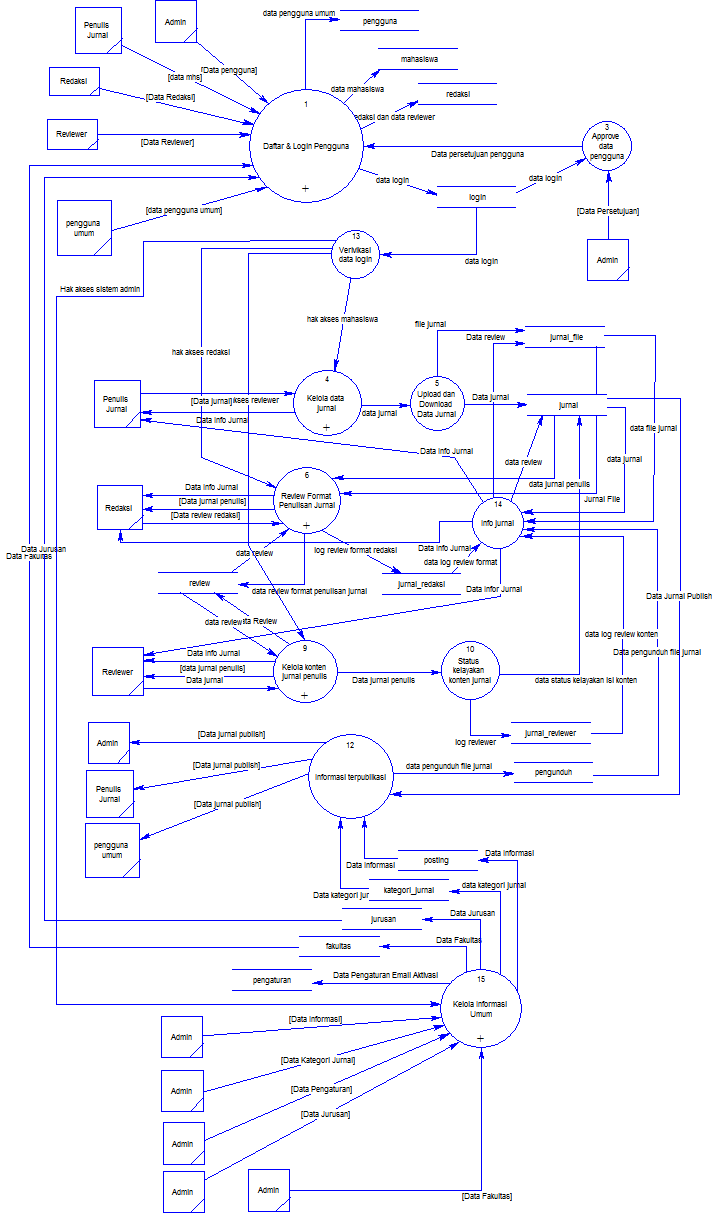 Penulis
Jurnal
Admin
data pengguna umum
pengguna
mahasiswa
[Data pengguna]
[data mhs]
Redaksi
[Data Redaksi]
data mahasiswa
redaksi
1
edaksi dan data reviewer
Reviewer
[Data Reviewer]
Daftar & Login Pengguna
+
3
Approve
data
pengguna
Data persetujuan pengguna
data login
data login
login
[data pengguna umum]
pengguna
umum
[Data Persetujuan]
Admin
13
Verivikasi
data login
data login
Hak akses sistem admin
hak akses mahasiswa
hak akses redaksi
file jurnal
Data review
jurnal_file
4
Kelola data
jurnal
+
5
Upload dan
Download
Data Jurnal
Penulis
Jurnal
[Data jurnal]
kses reviewer
data jurnal
Data jurnal
jurnal
Data Info Jurnal
data file jurnal
Data Info Jurnal
data review
data jurnal
6
Review Format
Penulisan Jurnal
+
Redaksi
Data Info Jurnal
[Data jurnal penulis]
[Data review redaksi]
data jurnal penulis
Jurnal File
14
Info jurnal
data review
log review format redaksi
Data Info Jurnal
data log review format
Data Jurusan
Data Fakultas
review
data review format penulisan jurnal
jurnal_redaksi
Data Infor Jurnal
Data Jurnal Publish
data review
ta Review
data log review konten
Data pengunduh file jurnal
9
Kelola konten
jurnal penulis
+
10
Status
kelayakan
konten jurnal
Reviewer
Data Info Jurnal
[data jurnal penulis]
Data jurnal
Data jurnal penulis
data status kelayakan isi konten
log reviewer
jurnal_reviewer
Admin
[Data jurnal publish]
12
Informasi terpublikasi
[Data jurnal publish]
data pengunduh file jurnal
pengunduh
Penulis
Jurnal
[Data jurnal publish]
pengguna
umum
Data Informasi
posting
Data Informasi
Data kategori jur
kategori_jurnal
data kategori jurnal
jurusan
Data Jurusan
fakultas
Data Fakultas
pengaturan
Data Pengaturan Email Aktivasi
15
Kelola Informasi
Umum
+
Admin
[Data Informasi]
[Data Kategori Jurnal]
Admin
[Data Pengaturan]
[Data Jurusan]
Admin
Admin
Admin
[Data Fakultas]